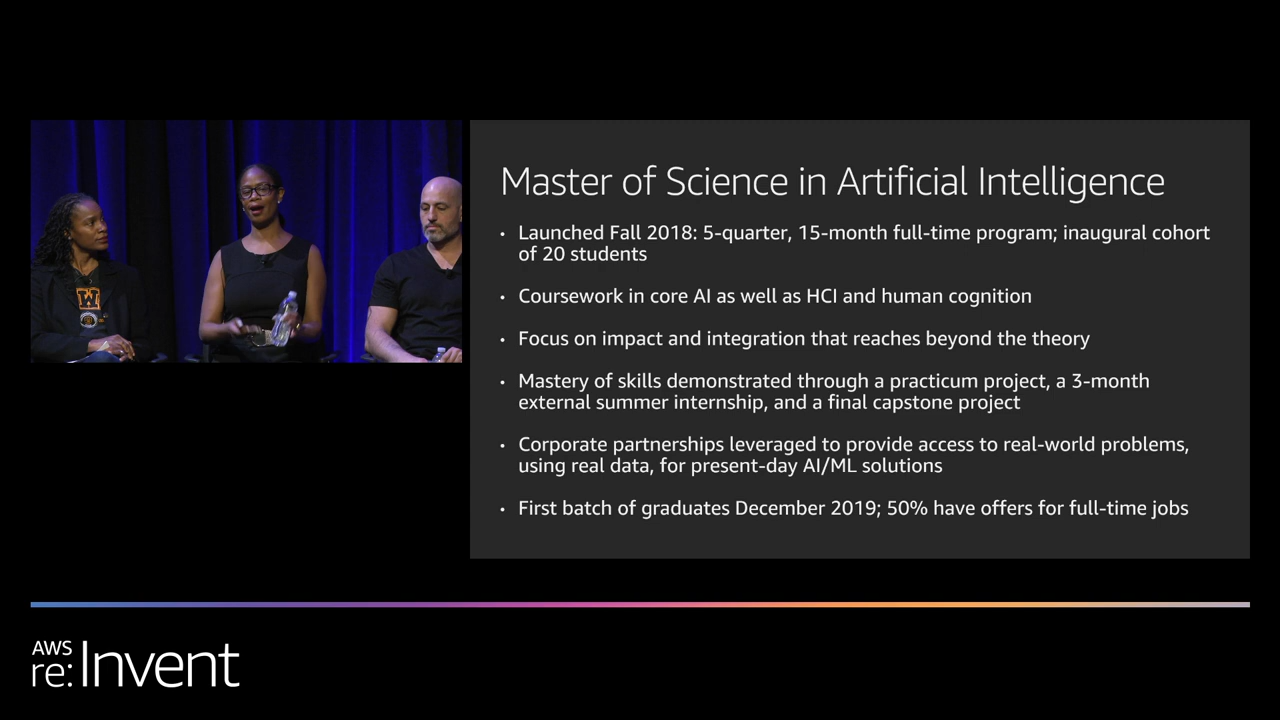 W
Master of Science in Artificial Intelligence
• Launched Fall 2018: 5-quarter, 15-month full-time program; inaugural cohort
of 20 students
• Coursework in core AI as well as HCI and human cognition
• Focus on impact and integration that reaches beyond the theory
• Mastery of skills demonstrated through a practicum project, a 3-month
external summer internship, and a final capstone project
• Corporate partnerships leveraged to provide access to real-world problems,
using real data, for present-day AI/ML solutions
• First batch of graduates December 2019; 50% have offers for full-time jobs
AWS
re:Invent